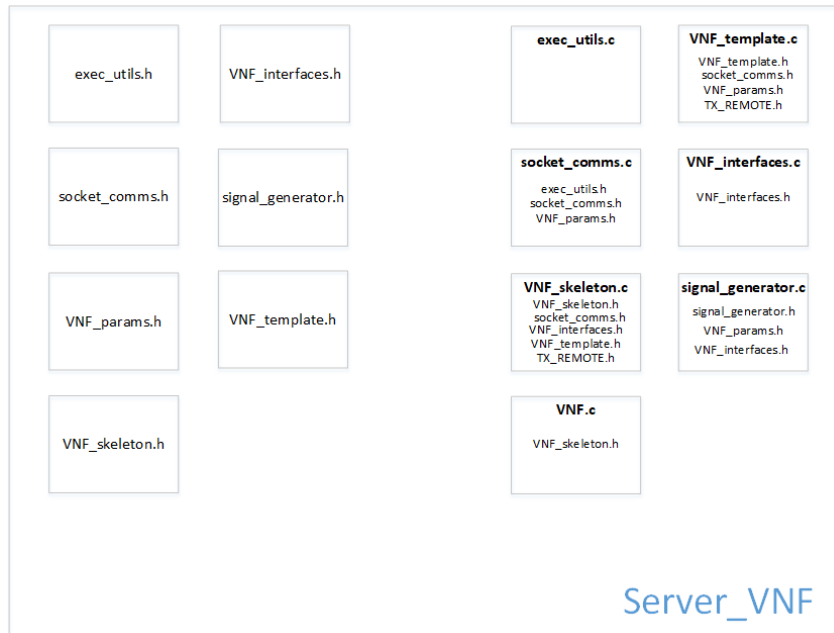 exec_utils.h
VNF_interfaces.h
socket_comms.h
signal_generator.h
VNF_params.h
VNF_template.h
VNF_skeleton.h
exec_utils.c
VNF_template.c
VNF_template.h
socket_comms.h
VNF_params.h
TX_REMOTE.h
socket_comms.c
exec_utils.h
socket_comms.h
VNF_params.h
VNF_interfaces.c
VNF_interfaces.h
VNF_skeleton.c
VNF_skeleton.h
socket_comms.h
VNF_interfaces.h
VNF_template.h
TX_REMOTE.h
signal_generator.c
signal_generator.h
VNF_params.h
VNF_interfaces.h
VNF.c
VNF_skeleton.h
Server_VNF